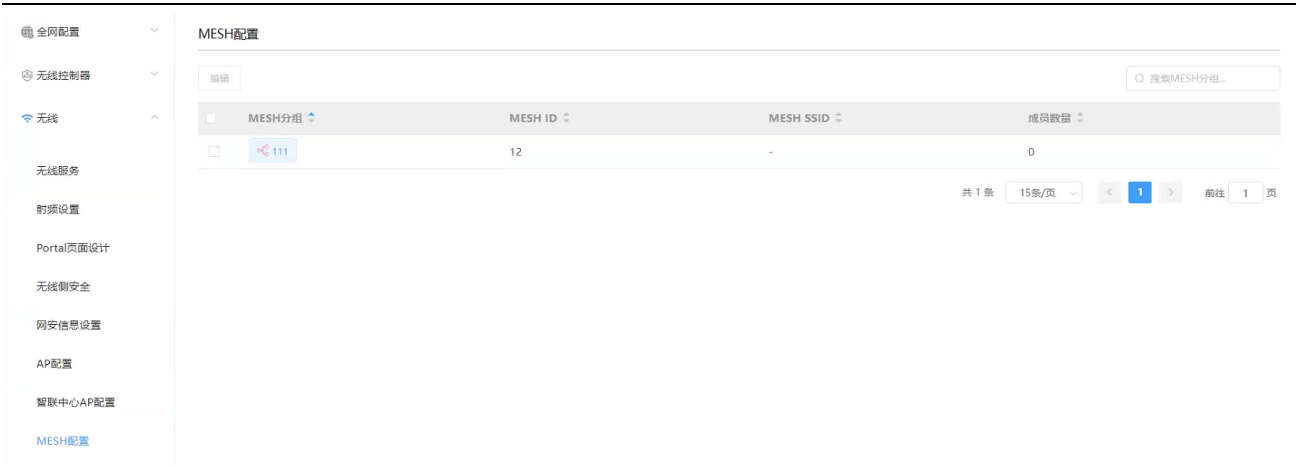 全网配置
MESH配置
无线控制器
编辑
搜索MESH分组...
无线
MESH分组 MESH ID MESH SSID 成员数量
111 12 - 0
无线服务
共 1 条 15条/页 1 前往 1 页
射频设置
Portal页面设计
无线侧安全
网安信息设置
AP配置
智联中心AP配置
MESH配置